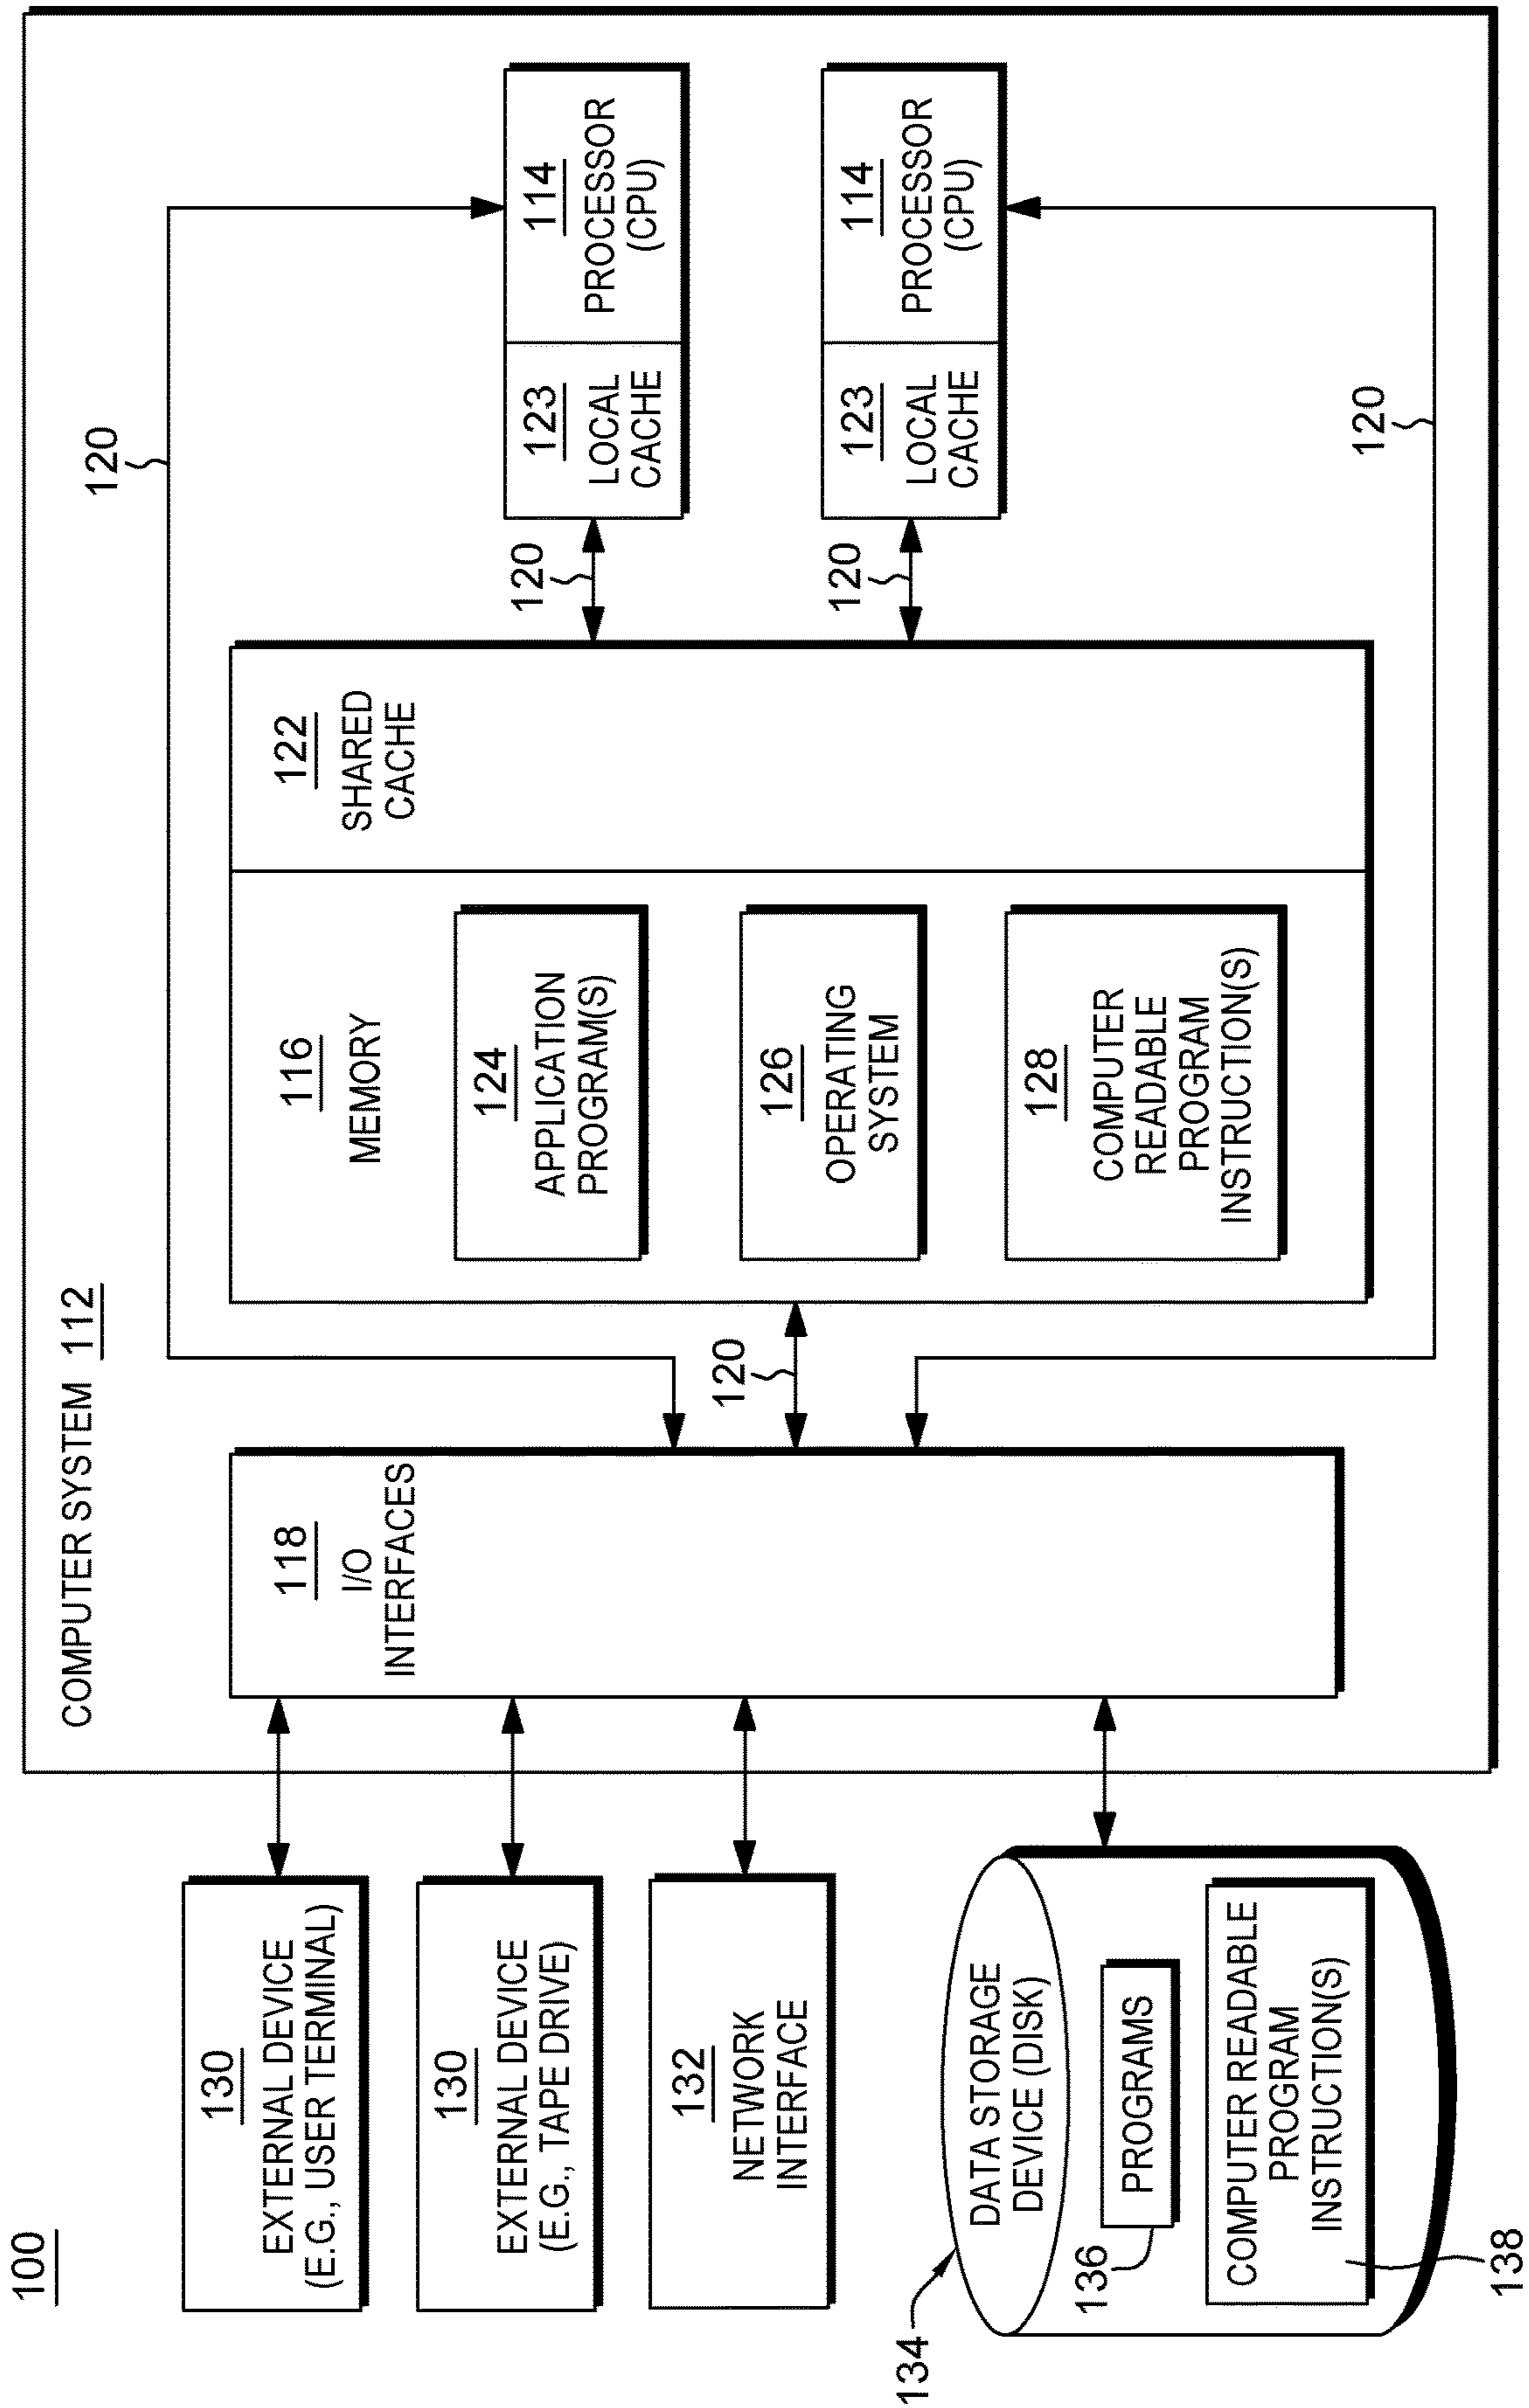 100
COMPUTER SYSTEM 112
130
EXTERNAL DEVICE
(E.G., USER TERMINAL)
130
EXTERNAL DEVICE
(E.G., TAPE DRIVE)
132
NETWORK
INTERFACE
134
DATA STORAGE
DEVICE (DISK)
136
PROGRAMS
COMPUTER READABLE
PROGRAM
INSTRUCTION(S)
138
118
I/O
INTERFACES
120
120
120
116
MEMORY
124
APPLICATION
PROGRAM(S)
126
OPERATING
SYSTEM
128
COMPUTER
READABLE
PROGRAM
INSTRUCTION(S)
122
SHARED
CACHE
120
120
123
LOCAL
CACHE
114
PROCESSOR
(CPU)
123
LOCAL
CACHE
114
PROCESSOR
(CPU)